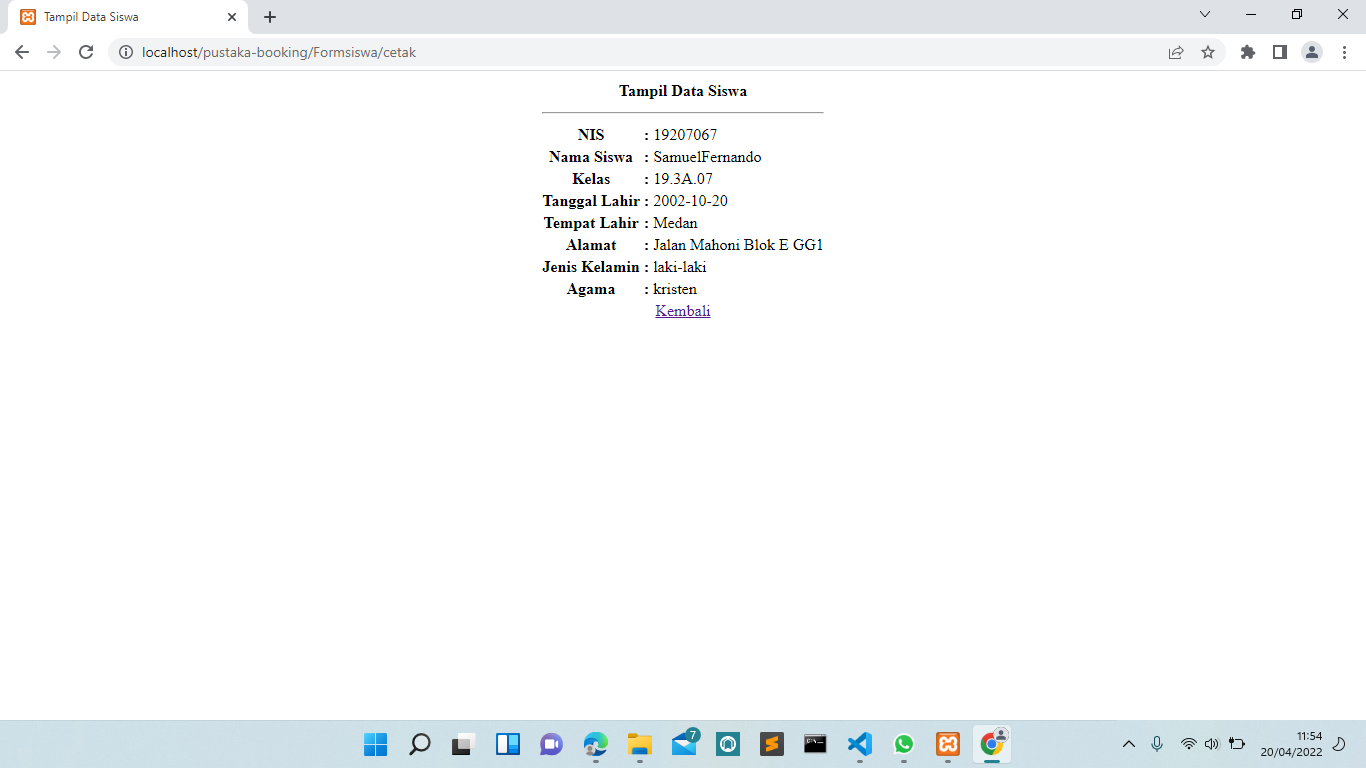 Tampil Data Siswa
localhost/pustaka-booking/Formsiswa/cetak
Tampil Data Siswa
NIS : 19207067
Nama Siswa : SamuelFernando
Kelas : 19.3A.07
Tanggal Lahir : 2002-10-20
Tempat Lahir : Medan
Alamat : Jalan Mahoni Blok E GG1
Jenis Kelamin : laki-laki
Agama : kristen
Kembali
7
11:54
20/04/2022